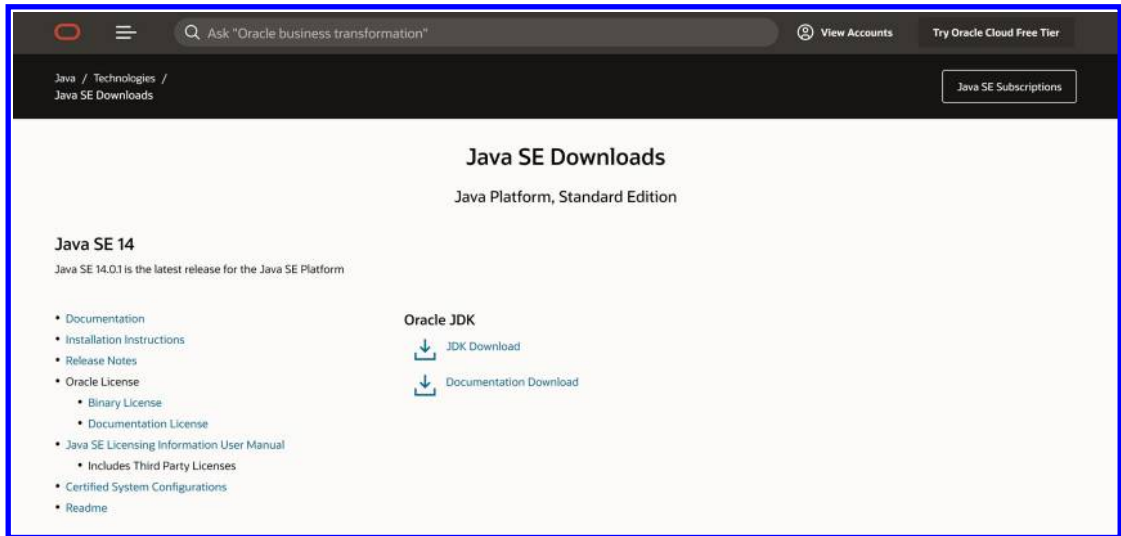 Ask "Oracle business transformation"
View Accounts
Try Oracle Cloud Free Tier
Java / Technologies /
Java SE Downloads
Java SE Subscriptions
Java SE Downloads
Java Platform, Standard Edition
Java SE 14
Java SE 14.0.1 is the latest release for the Java SE Platform
• Documentation
• Installation Instructions
• Release Notes
• Oracle License
• Binary License
• Documentation License
• Java SE Licensing Information User Manual
• Includes Third Party Licenses
• Certified System Configurations
• Readme
Oracle JDK
JDK Download
Documentation Download